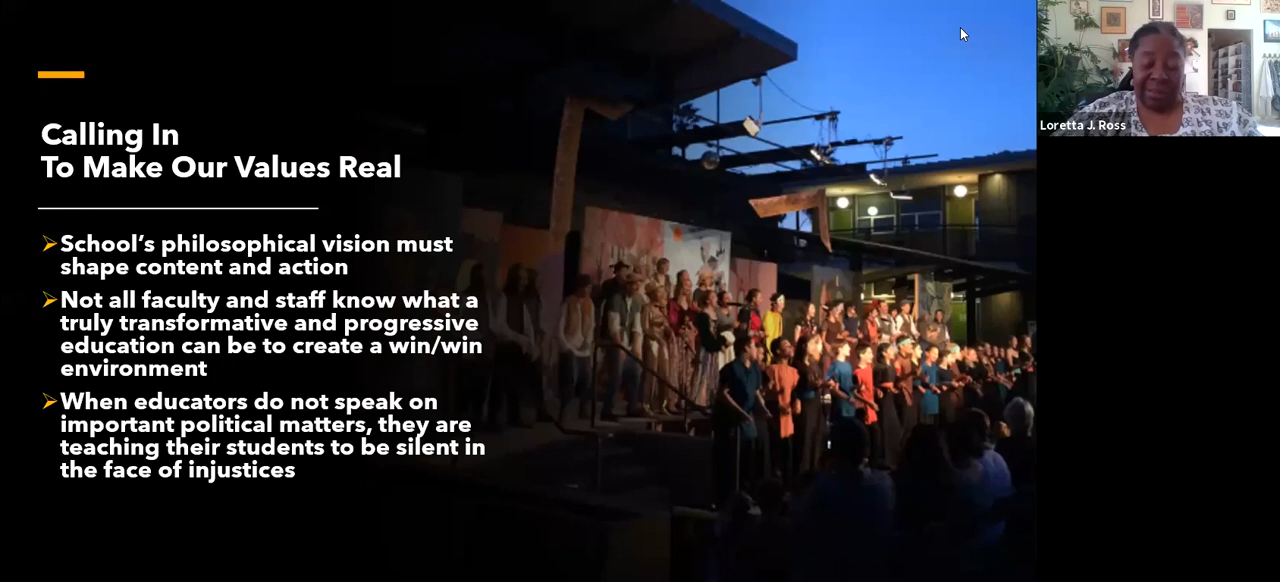 Calling In
To Make Our Values Real
School’s philosophical vision must
shape content and action
Not all faculty and staff know what a
truly transformative and progressive
education can be to create a win/win
environment
When educators do not speak on
important political matters, they are
teaching their students to be silent in
the face of injustices
Loretta J. Ross